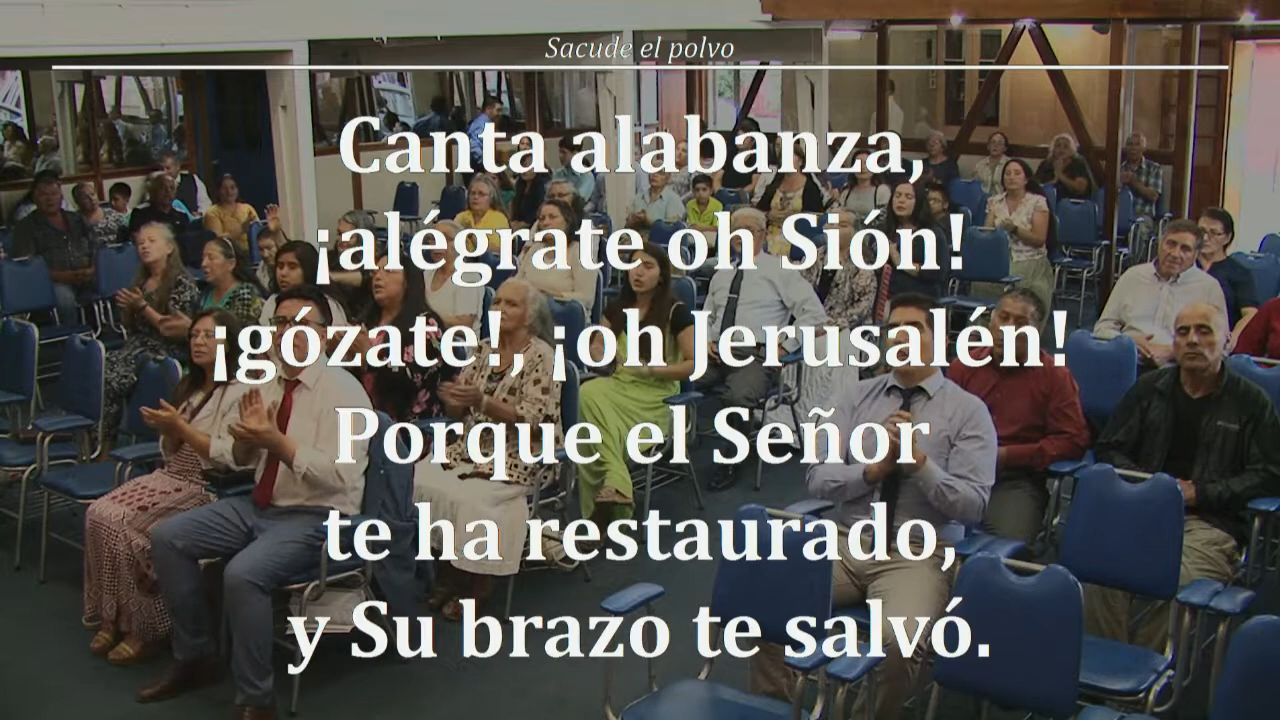 Sacude el polvo
Canta alabanza,
¡alégrate oh Sión!
¡gózate!, ¡oh Jerusalén!
Porque el Señor
te ha restaurado,
y Su brazo te salvó.